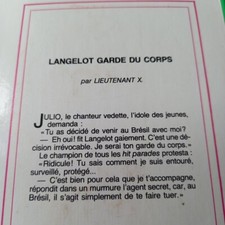 LANGELOT GARDE DU CORPS
par LIEUTENANT X.
JULIO, le chanteur vedette, l'idole des jeunes,
demanda :
« Tu as décidé de venir au Brésil avec moi?
— Eh oui! fit Langelot gaiement. C'est une dé-
cision irrévocable. Je serai ton garde du corps. »
Le champion de tous les hit parades protesta :
« Ridicule! Tu sais comment je suis entouré,
surveillé, protégé...
— C'est bien pour cela que je t'accompagne,
répondit dans un murmure l'agent secret, car, au
Brésil, il s'agit simplement de te faire tuer. »